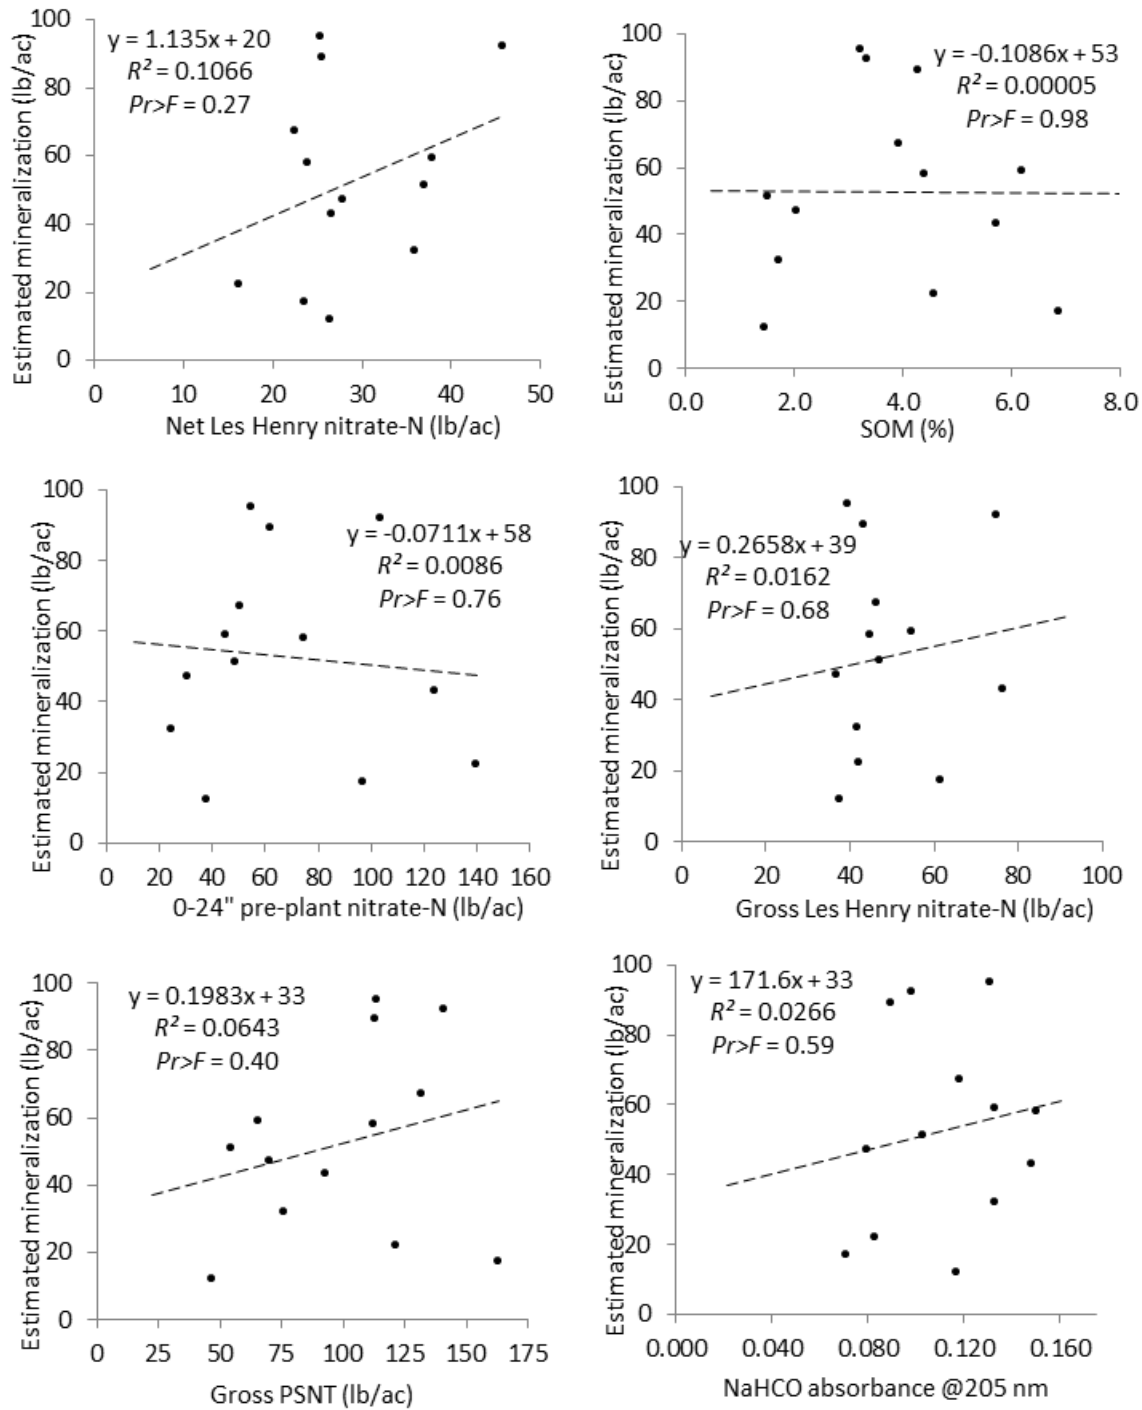 Estimated mineralization (lb/ac)
100
80
60
40
20
0
y = 1.135x + 20
R² = 0.1066
Pr>F = 0.27
0 10 20 30 40 50
Net Les Henry nitrate-N (lb/ac)
Estimated mineralization (lb/ac)
100
80
60
40
20
0
y = -0.1086x + 53
R² = 0.00005
Pr>F = 0.98
0.0 2.0 4.0 6.0 8.0
SOM (%)
Estimated mineralization (lb/ac)
100
80
60
40
20
0
y = -0.0711x + 58
R² = 0.0086
Pr>F = 0.76
0 20 40 60 80 100 120 140 160
0-24" pre-plant nitrate-N (lb/ac)
Estimated mineralization (lb/ac)
100
80
60
40
20
0
y = 0.2658x + 39
R² = 0.0162
Pr>F = 0.68
0 20 40 60 80 100
Gross Les Henry nitrate-N (lb/ac)
Estimated mineralization (lb/ac)
100
80
60
40
20
0
y = 0.1983x + 33
R² = 0.0643
Pr>F = 0.40
0 25 50 75 100 125 150 175
Gross PSNT (lb/ac)
Estimated mineralization (lb/ac)
100
80
60
40
20
0
y = 171.6x + 33
R² = 0.0266
Pr>F = 0.59
0.000 0.040 0.080 0.120 0.160
NaHCO absorbance @205 nm